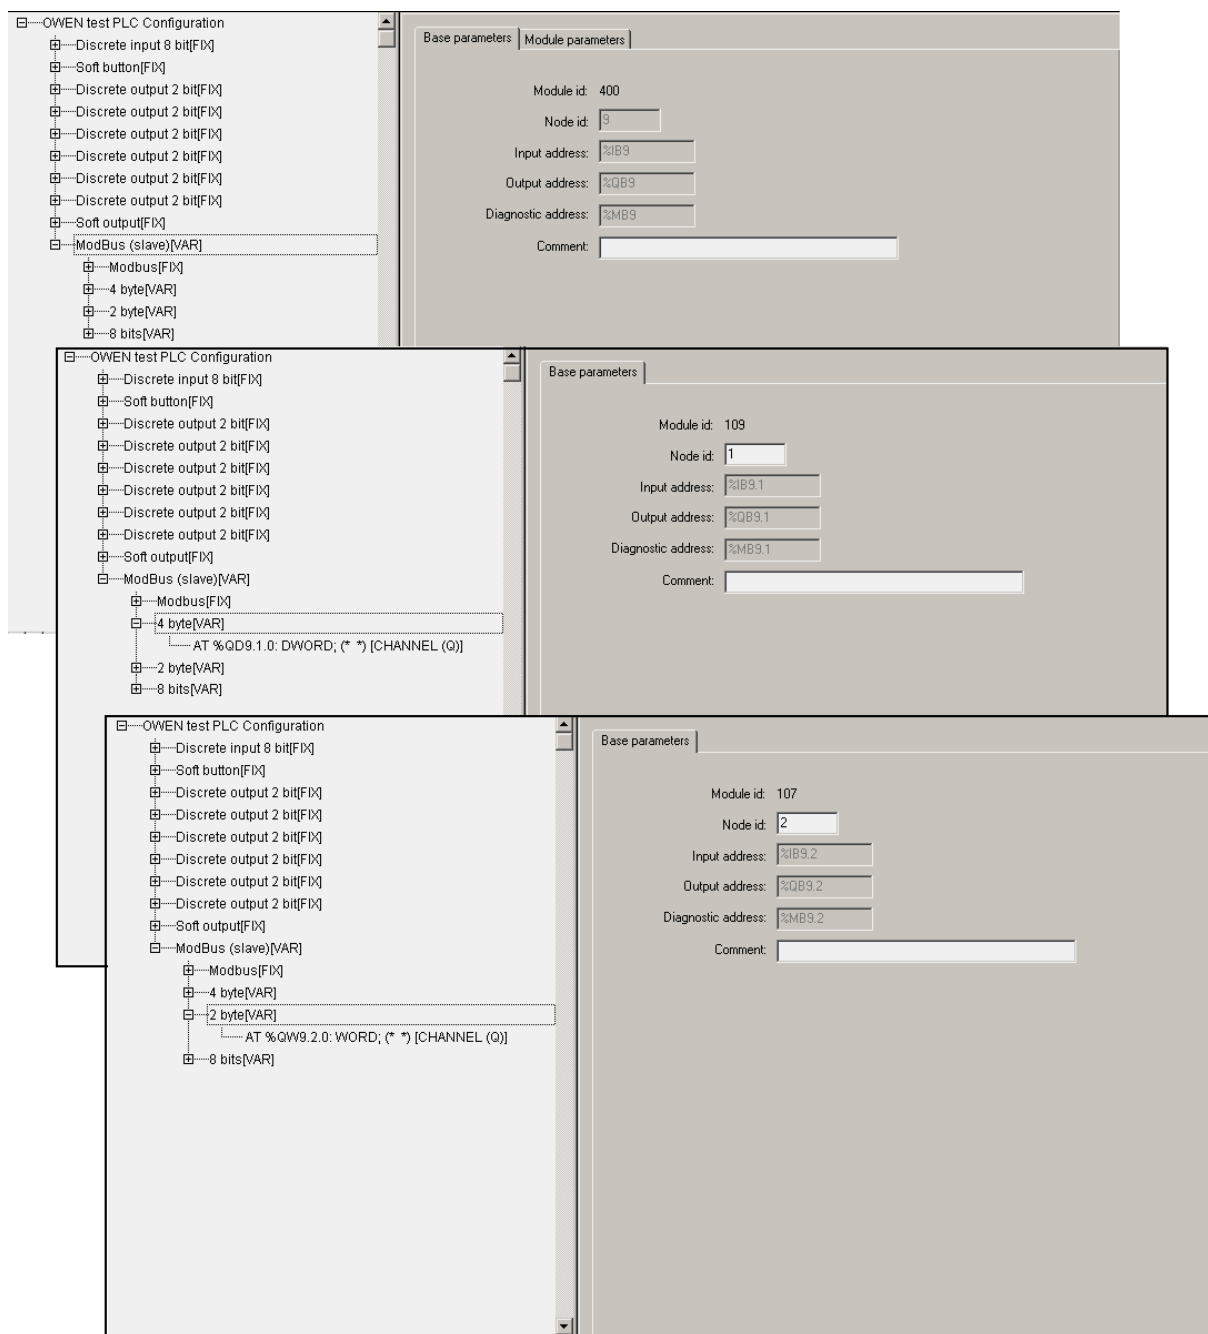 OWEN test PLC Configuration
Discrete input 8 bit[FIX]
Soft button[FIX]
Discrete output 2 bit[FIX]
Discrete output 2 bit[FIX]
Discrete output 2 bit[FIX]
Discrete output 2 bit[FIX]
Discrete output 2 bit[FIX]
Discrete output 2 bit[FIX]
Soft output[FIX]
ModBus (slave)[VAR]
Modbus[FIX]
4 byte[VAR]
2 byte[VAR]
8 bits[VAR]
Base parameters Module parameters
Module id: 400
Node id: 9
Input address: %IB9
Output address: %QB9
Diagnostic address: %MB9
Comment:
OWEN test PLC Configuration
Discrete input 8 bit[FIX]
Soft button[FIX]
Discrete output 2 bit[FIX]
Discrete output 2 bit[FIX]
Discrete output 2 bit[FIX]
Discrete output 2 bit[FIX]
Discrete output 2 bit[FIX]
Discrete output 2 bit[FIX]
Soft output[FIX]
ModBus (slave)[VAR]
Modbus[FIX]
4 byte[VAR]
AT %QD9.1.0: DWORD; (* *) [CHANNEL (Q)]
2 byte[VAR]
8 bits[VAR]
Base parameters
Module id: 109
Node id: 1
Input address: %IB9.1
Output address: %QB9.1
Diagnostic address: %MB9.1
Comment:
OWEN test PLC Configuration
Discrete input 8 bit[FIX]
Soft button[FIX]
Discrete output 2 bit[FIX]
Discrete output 2 bit[FIX]
Discrete output 2 bit[FIX]
Discrete output 2 bit[FIX]
Discrete output 2 bit[FIX]
Discrete output 2 bit[FIX]
Soft output[FIX]
ModBus (slave)[VAR]
Modbus[FIX]
4 byte[VAR]
2 byte[VAR]
AT %QW9.2.0: WORD; (* *) [CHANNEL (Q)]
8 bits[VAR]
Base parameters
Module id: 107
Node id: 2
Input address: %IB9.2
Output address: %QB9.2
Diagnostic address: %MB9.2
Comment: